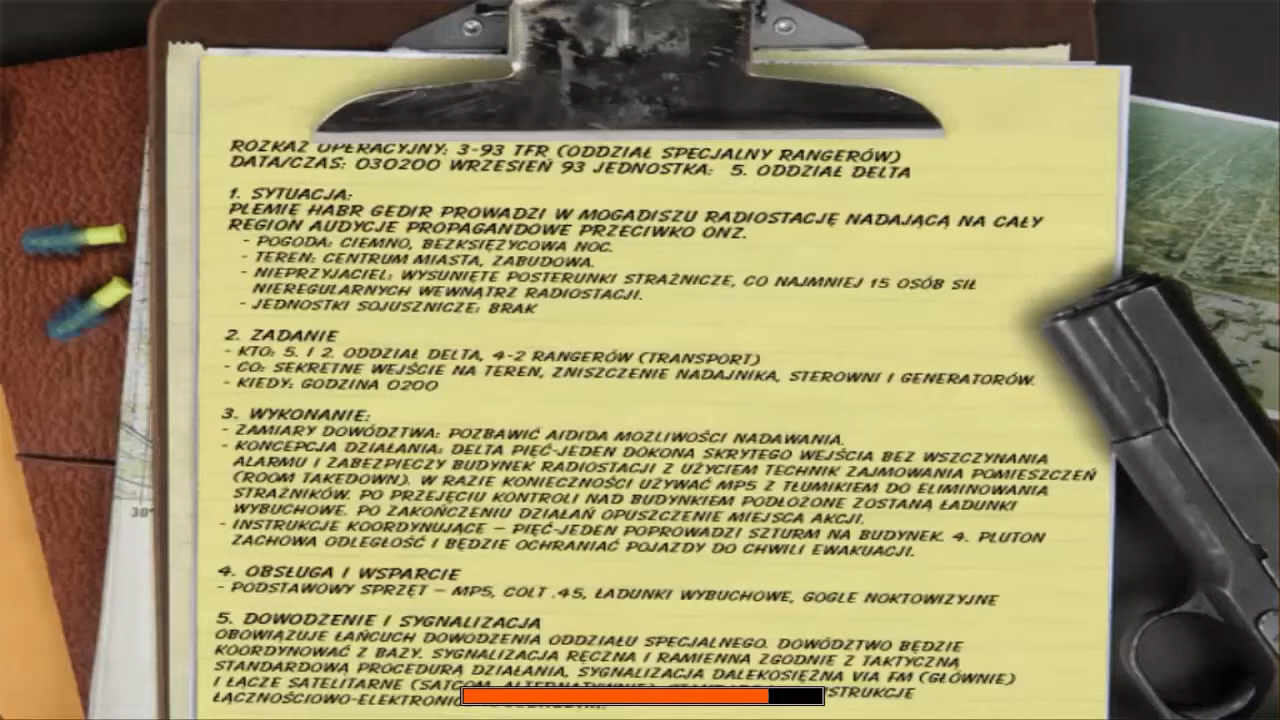 ROZKAZ OPERACYJNY: 3-93 TFR (ODDZIAŁ SPECJALNY RANGERÓW)
DATA/CZAS: 030200 WRZESIEŃ 93 JEDNOSTKA: 5. ODDZIAŁ DELTA
1. SYTUACJA:
PLEMIĘ HABR GEDIR PROWADZI W MOGADISZU RADIOSTACJĘ NADAJĄCĄ NA CAŁY
REGION AUDYCJE PROPAGANDOWE PRZECIWKO ONZ.
- POGODA: CIEMNO, BEZKSIĘŻYCOWA NOC.
- TEREN: CENTRUM MIASTA, ZABUDOWA.
- NIEPRZYJACIEL: WYSUNIĘTE POSTERUNKI STRAŻNICZE, CO NAJMNIEJ 15 OSÓB SIŁ
NIEREGULARNYCH WEWNĄTRZ RADIOSTACJI.
- JEDNOSTKI SOJUSZNICZE: BRAK
2. ZADANIE
- KTO: 5. I 2. ODDZIAŁ DELTA, 4-2 RANGERÓW (TRANSPORT)
- CO: SEKRETNE WEJŚCIE NA TEREN, ZNISZCZENIE NADAJNIKA, STEROWNI I GENERATORÓW.
- KIEDY: GODZINA 0200
3. WYKONANIE:
- ZAMIARY DOWÓDZTWA: POZBAWIĆ AIDIDA MOŻLIWOŚCI NADAWANIA.
- KONCEPCJA DZIAŁANIA: DELTA PIĘĆ-JEDEN DOKONA SKRYTEGO WEJŚCIA BEZ WSZCZYNANIA
ALARMU I ZABEZPIECZY BUDYNEK RADIOSTACJI Z UŻYCIEM TECHNIK ZAJMOWANIA POMIESZCZEŃ
(ROOM TAKEDOWN). W RAZIE KONIECZNOŚCI UŻYWAĆ MP5 Z TŁUMIKIEM DO ELIMINOWANIA
STRAŻNIKÓW. PO PRZEJĘCIU KONTROLI NAD BUDYNKIEM PODŁOŻONE ZOSTANĄ ŁADUNKI
WYBUCHOWE. PO ZAKOŃCZENIU DZIAŁAŃ OPUSZCZENIE MIEJSCA AKCJI.
- INSTRUKCJE KOORDYNUJĄCE – PIĘĆ-JEDEN POPROWADZI SZTURM NA BUDYNEK. 4. PLUTON
ZACHOWA ODLEGŁOŚĆ I BĘDZIE OCHRANIAĆ POJAZDY DO CHWILI EWAKUACJI.
4. OBSŁUGA I WSPARCIE
- PODSTAWOWY SPRZĘT – MP5, COLT .45, ŁADUNKI WYBUCHOWE, GOGLE NOKTOWIZYJNE
5. DOWODZENIE I SYGNALIZACJA
OBOWIĄZUJE ŁAŃCUCH DOWODZENIA ODDZIAŁU SPECJALNEGO. DOWÓDZTWO BĘDZIE
KOORDYNOWAĆ Z BAZY. SYGNALIZACJA RĘCZNA I RAMIENNA ZGODNIE Z TAKTYCZNĄ
STANDARDOWĄ PROCEDURĄ DZIAŁANIA, SYGNALIZACJA DALEKOSIĘŻNA VIA FM (GŁÓWNIE)
I ŁĄCZE SATELITARNE (SATCOM,
30°